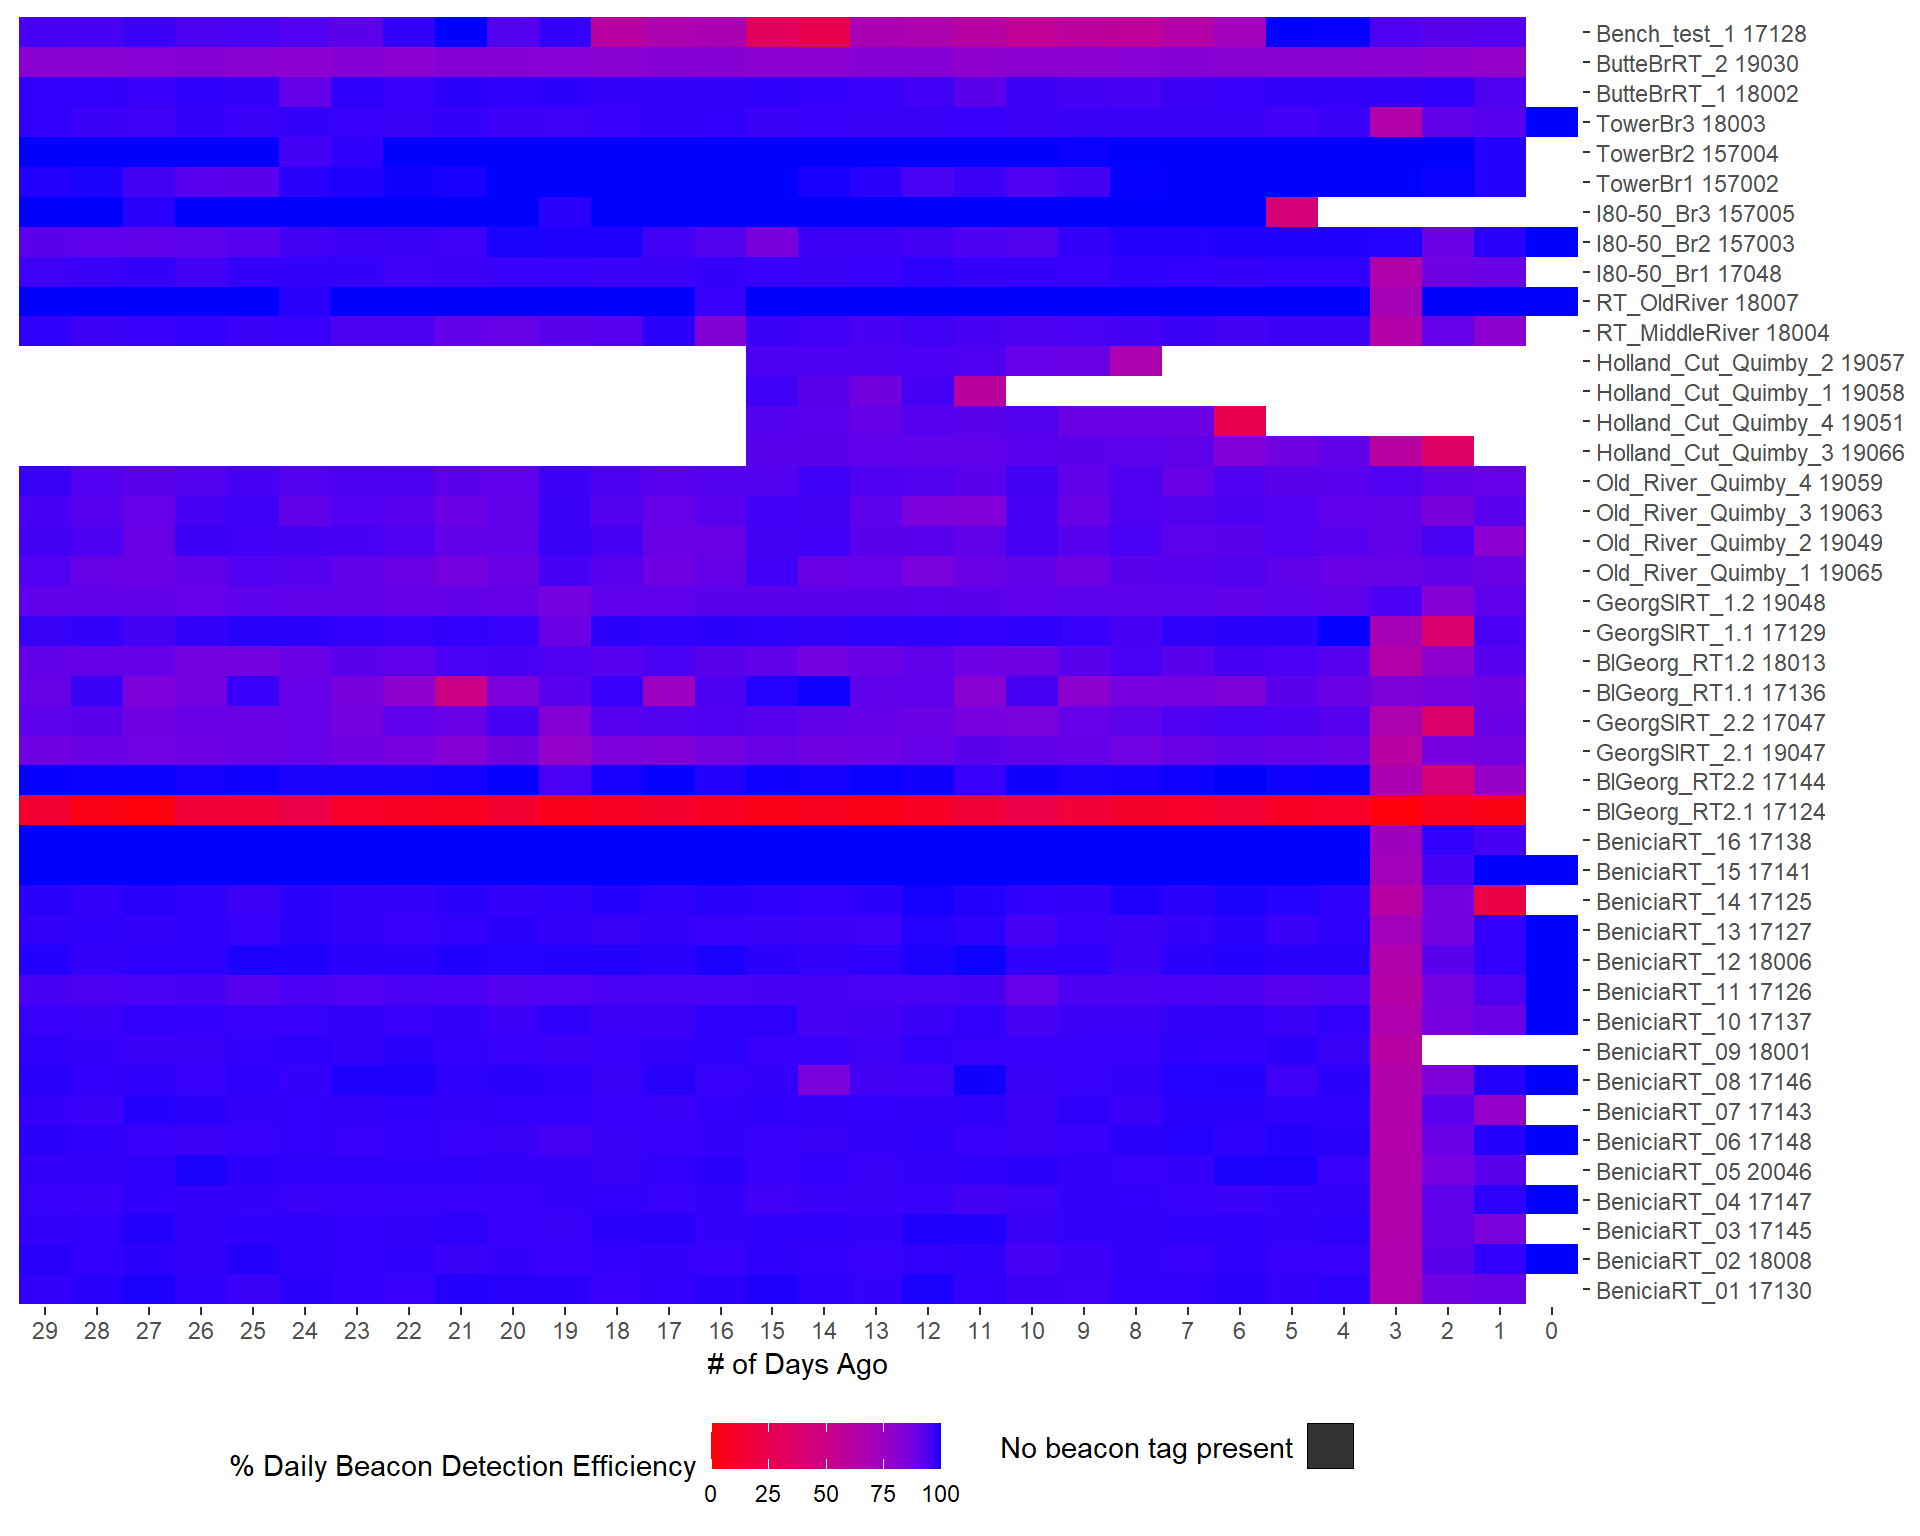 Bench_test_1 17128
ButteBrRT_2 19030
ButteBrRT_1 18002
TowerBr3 18003
TowerBr2 157004
TowerBr1 157002
I80-50_Br3 157005
I80-50_Br2 157003
I80-50_Br1 17048
RT_OldRiver 18007
RT_MiddleRiver 18004
Holland_Cut_Quimby_2 19057
Holland_Cut_Quimby_1 19058
Holland_Cut_Quimby_4 19051
Holland_Cut_Quimby_3 19066
Old_River_Quimby_4 19059
Old_River_Quimby_3 19063
Old_River_Quimby_2 19049
Old_River_Quimby_1 19065
GeorgSlRT_1.2 19048
GeorgSlRT_1.1 17129
BlGeorg_RT1.2 18013
BlGeorg_RT1.1 17136
GeorgSlRT_2.2 17047
GeorgSlRT_2.1 19047
BlGeorg_RT2.2 17144
BlGeorg_RT2.1 17124
BeniciaRT_16 17138
BeniciaRT_15 17141
BeniciaRT_14 17125
BeniciaRT_13 17127
BeniciaRT_12 18006
BeniciaRT_11 17126
BeniciaRT_10 17137
BeniciaRT_09 18001
BeniciaRT_08 17146
BeniciaRT_07 17143
BeniciaRT_06 17148
BeniciaRT_05 20046
BeniciaRT_04 17147
BeniciaRT_03 17145
BeniciaRT_02 18008
BeniciaRT_01 17130
29 28 27 26 25 24 23 22 21 20 19 18 17 16 15 14 13 12 11 10 9 8 7 6 5 4 3 2 1 0
# of Days Ago
% Daily Beacon Detection Efficiency
0 25 50 75 100
No beacon tag present